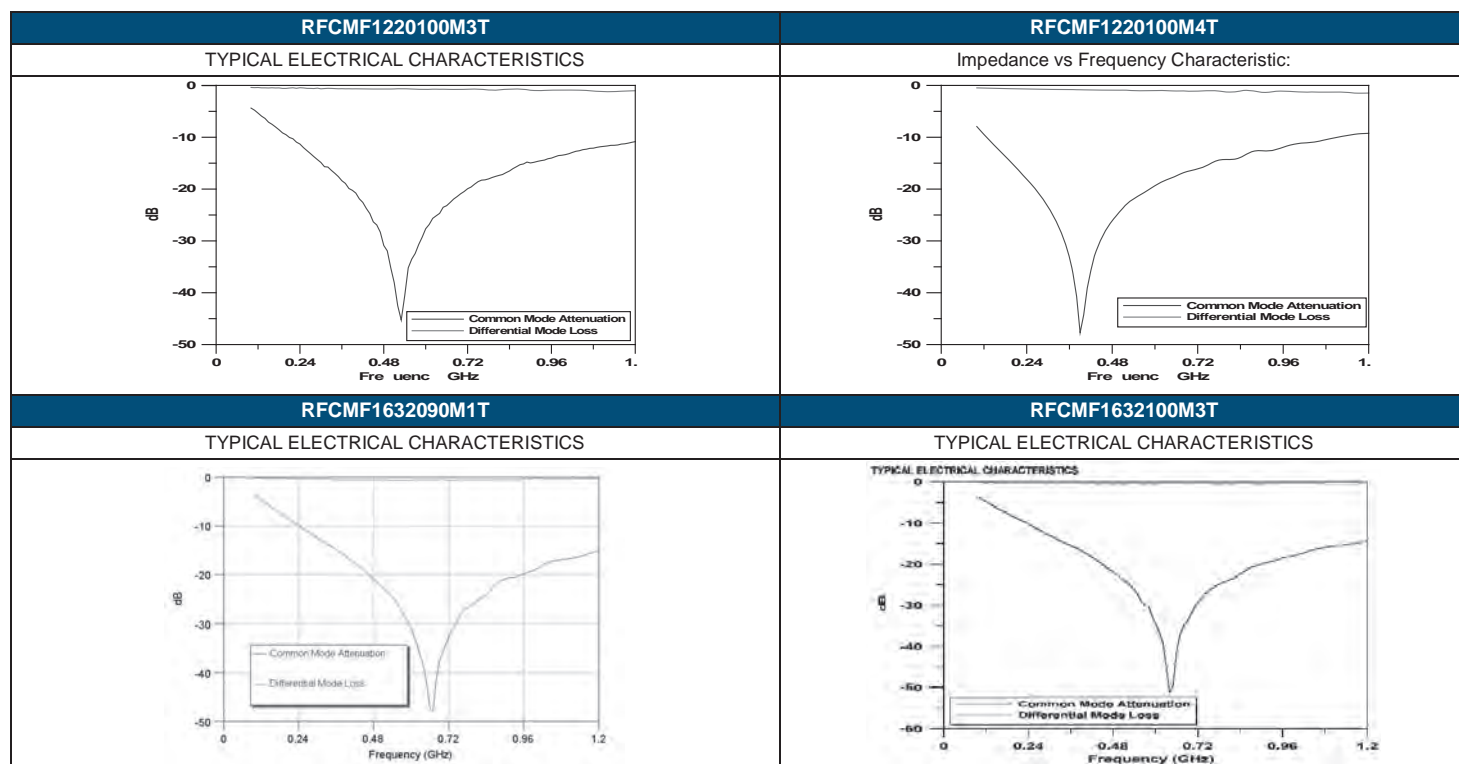 RFCMF1220100M3T
RFCMF1220100M4T
TYPICAL ELECTRICAL CHARACTERISTICS
Impedance vs Frequency Characteristic:
0
-10
-20
-30
-40
-50
dB
Common Mode Attenuation
Differential Mode Loss
0
0.24
0.48
0.72
0.96
1.
Fre uenc GHz
0
-10
-20
-30
-40
-50
dB
Common Mode Attenuation
Differential Mode Loss
0
0.24
0.48
0.72
0.96
1.
Fre uenc GHz
RFCMF1632090M1T
RFCMF1632100M3T
TYPICAL ELECTRICAL CHARACTERISTICS
TYPICAL ELECTRICAL CHARACTERISTICS
0
-10
-20
-30
-40
-50
dB
Common Mode Attenuation
Differential Mode Loss
0
0.24
0.48
0.72
0.96
1.2
Frequency (GHz)
TYPICAL ELECTRICAL CHARACTERISTICS
0
-10
-20
-30
-40
-50
-60
dB
Common Mode Attenuation
Differential Mode Loss
0
0.24
0.48
0.72
0.96
1.2
Frequency (GHz)